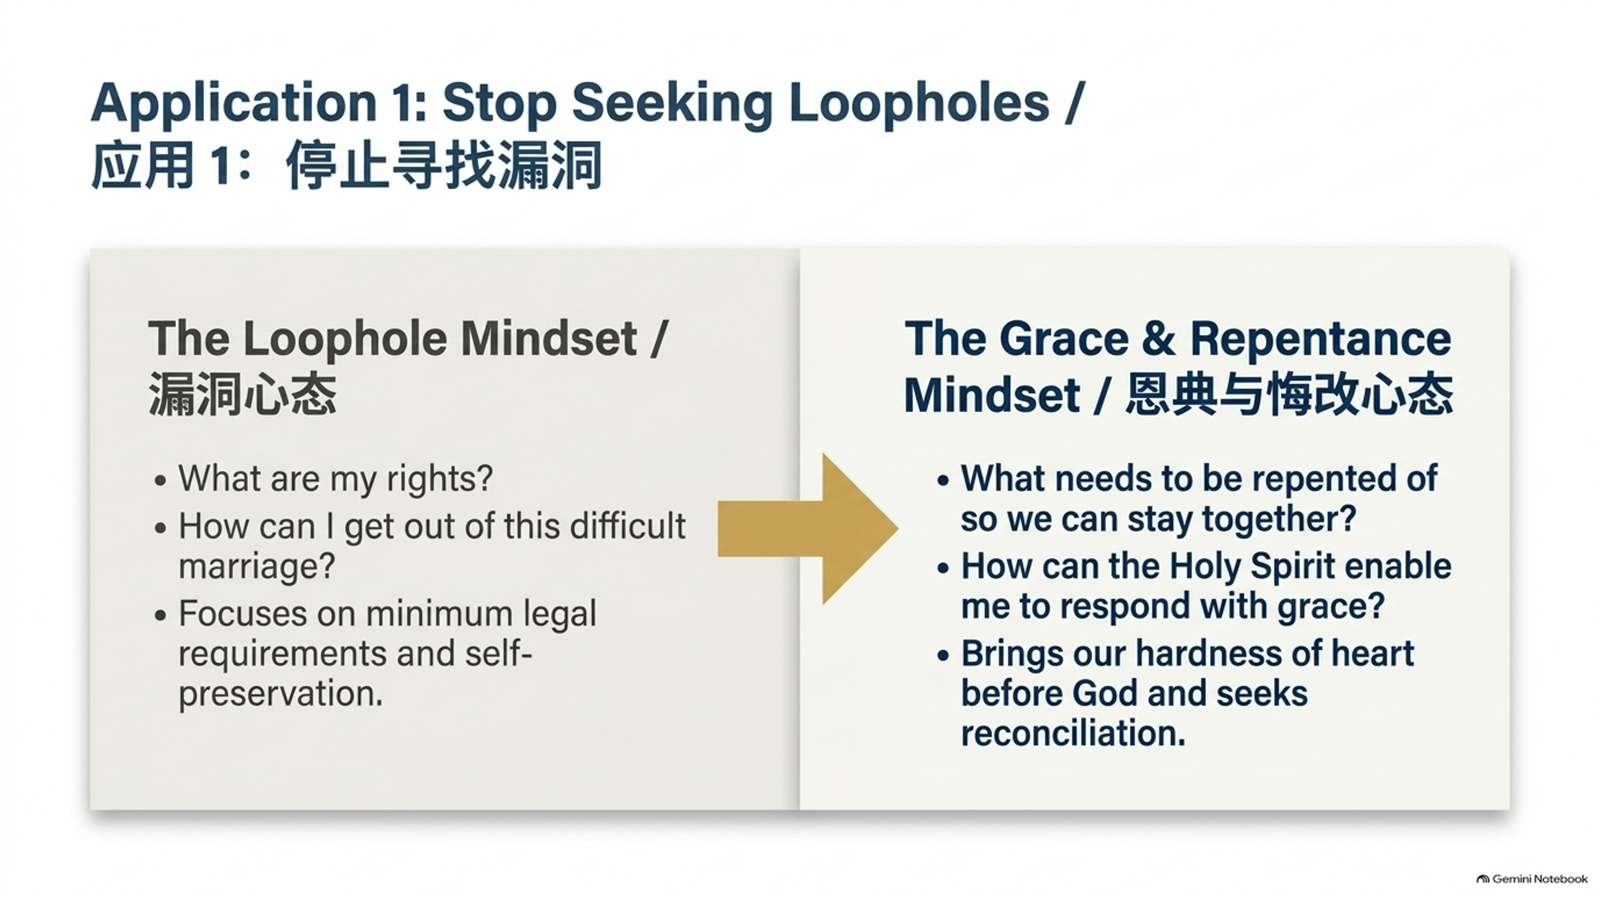 Application 1: Stop Seeking Loopholes /
应用 1：停止寻找漏洞
The Loophole Mindset /
漏洞心态
• What are my rights?
• How can I get out of this difficult
marriage?
• Focuses on minimum legal
requirements and self-
preservation.
The Grace & Repentance
Mindset / 恩典与悔改心态
• What needs to be repented of
so we can stay together?
• How can the Holy Spirit enable
me to respond with grace?
• Brings our hardness of heart
before God and seeks
reconciliation.
Gemini Notebook